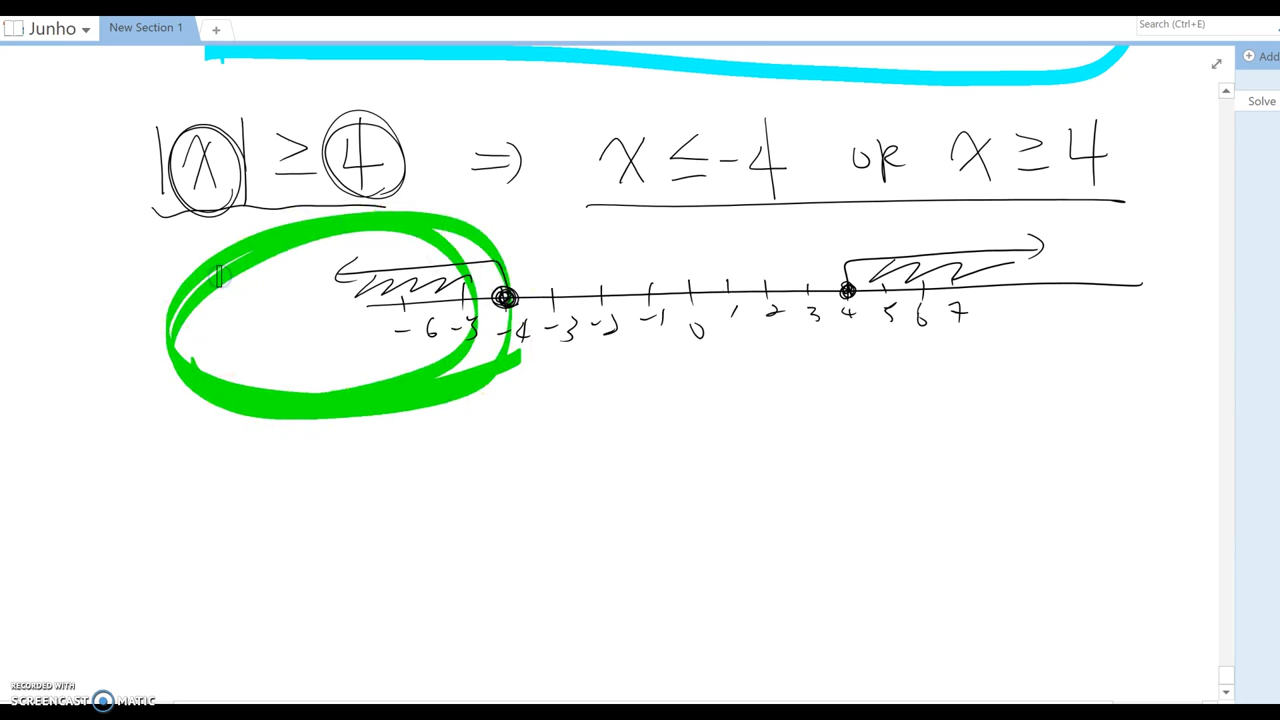 Junho
New Section 1
+
Search (Ctrl+E)
Add
Solve
|x| ≥ 4 ⇒ x ≤ -4 or x ≥ 4
-6 -5 -4 -3 -2 -1 0 1 2 3 4 5 6 7
RECORDED WITH
SCREENCAST MATIC